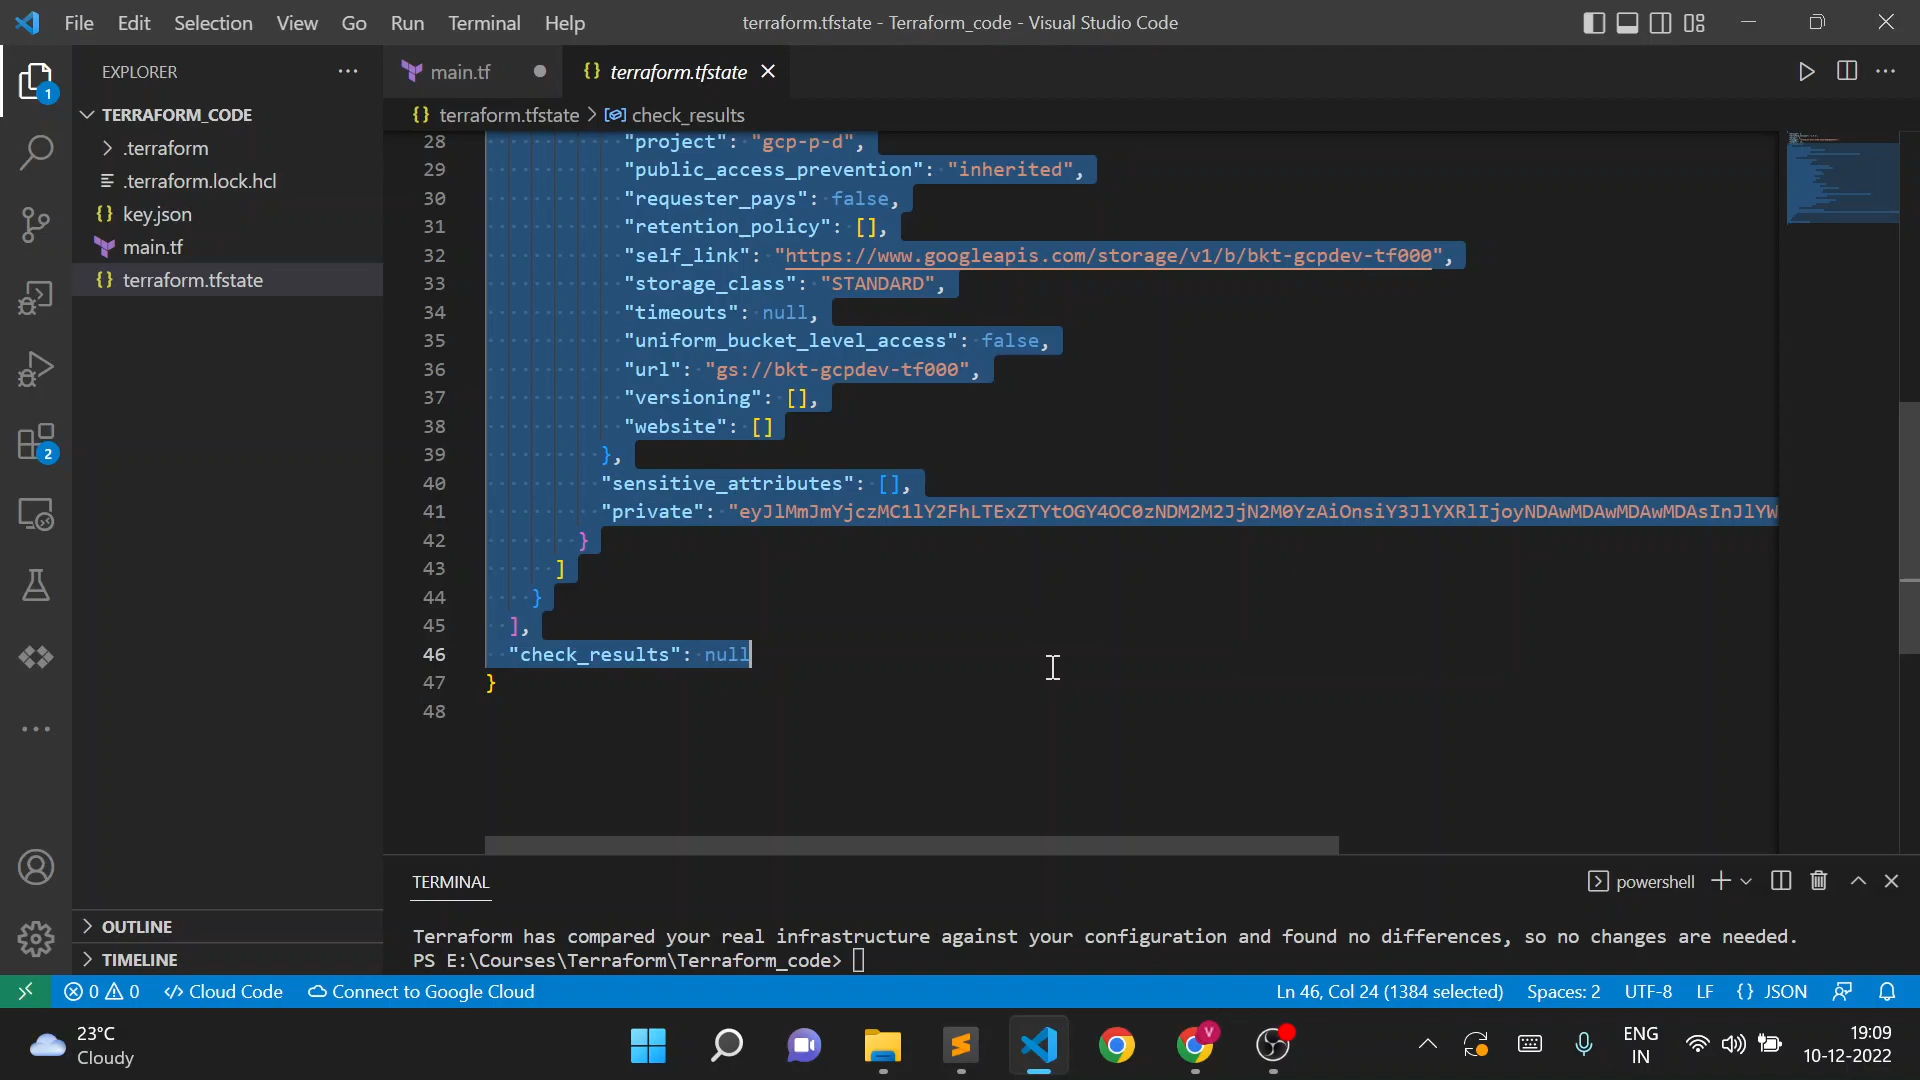 File Edit Selection View Go Run Terminal Help
terraform.tfstate - Terraform_code - Visual Studio Code
EXPLORER
1
TERRAFORM_CODE
.terraform
.terraform.lock.hcl
key.json
main.tf
terraform.tfstate
2
OUTLINE
TIMELINE
main.tf
terraform.tfstate
terraform.tfstate > check_results
28 "project": "gcp-p-d",
29 "public_access_prevention": "inherited",
30 "requester_pays": false,
31 "retention_policy": [],
32 "self_link": "https://www.googleapis.com/storage/v1/b/bkt-gcpdev-tf000",
33 "storage_class": "STANDARD",
34 "timeouts": null,
35 "uniform_bucket_level_access": false,
36 "url": "gs://bkt-gcpdev-tf000",
37 "versioning": [],
38 "website": []
39 },
40 "sensitive_attributes": [],
41 "private": "eyJlMmJmYjczMC1lY2FhLTExZTYtOGY4OC0zNDM2M2JjN2M0YzAiOnsiY3JlYXRlIjoyNDAwMDAwMDAwMDAsInJlYW
42 }
43 ]
44 }
45 ],
46 "check_results": null
47 }
48
TERMINAL
powershell
Terraform has compared your real infrastructure against your configuration and found no differences, so no changes are needed.
PS E:\Courses\Terraform\Terraform_code>
0 0 Cloud Code Connect to Google Cloud
Ln 46, Col 24 (1384 selected) Spaces: 2 UTF-8 LF {} JSON
23°C
Cloudy
V
ENG
IN
19:09
10-12-2022